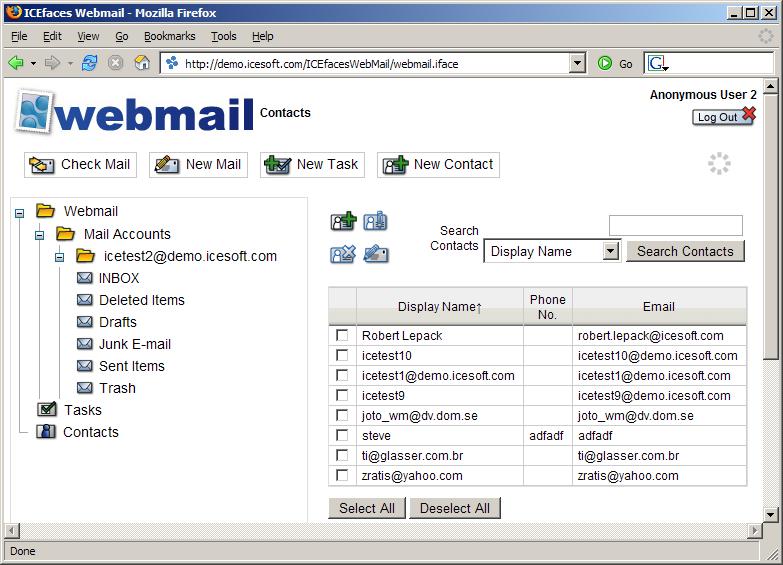 ICEfaces Webmail - Mozilla Firefox
File Edit View Go Bookmarks Tools Help
http://demo.icesoft.com/ICEfacesWebMail/webmail.iface Go G
webmail Contacts
Anonymous User 2
Log Out
Check Mail New Mail New Task New Contact
Webmail
Mail Accounts
icetest2@demo.icesoft.com
INBOX
Deleted Items
Drafts
Junk E-mail
Sent Items
Trash
Tasks
Contacts
Search
Contacts
Display Name Search Contacts
Display Name↑ Phone No. Email
Robert Lepack robert.lepack@icesoft.com
icetest10 icetest10@demo.icesoft.com
icetest1@demo.icesoft.com icetest1@demo.icesoft.com
icetest9 icetest9@demo.icesoft.com
joto_wm@dv.dom.se joto_wm@dv.dom.se
steve adfadf adfadf
ti@glasser.com.br ti@glasser.com.br
zratis@yahoo.com zratis@yahoo.com
Select All Deselect All
Done